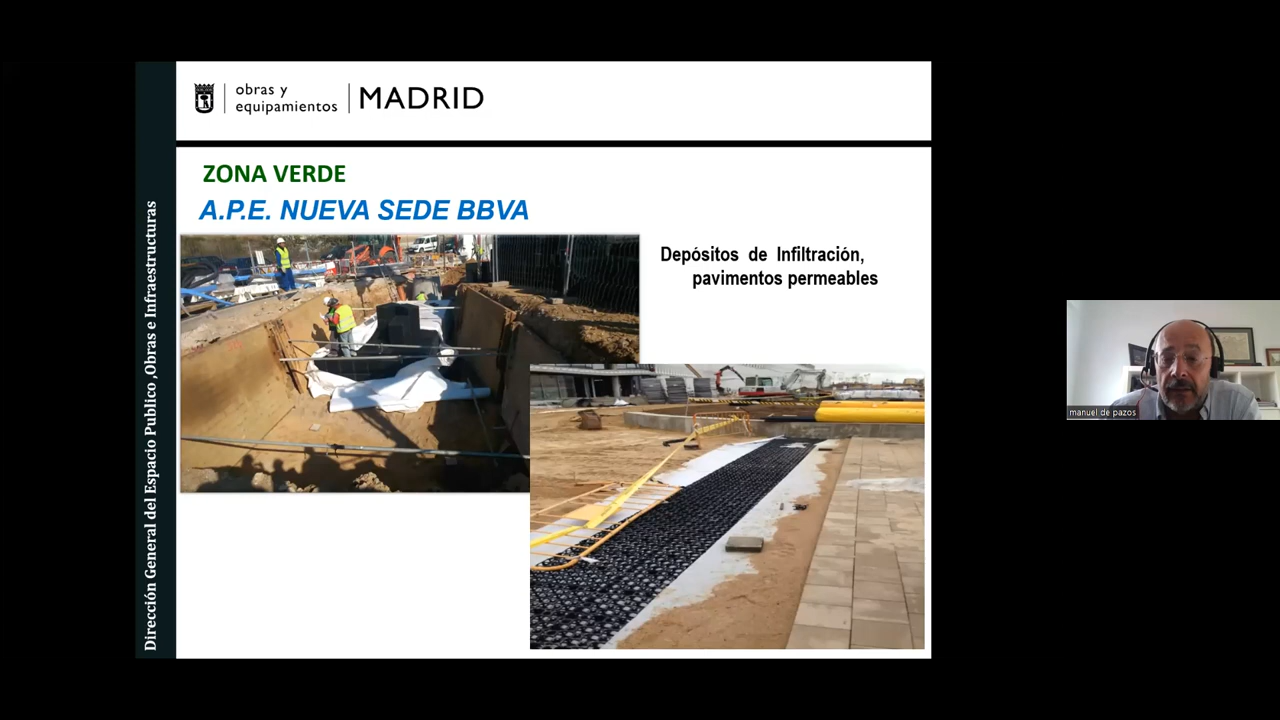 obras y
equipamientos
MADRID
Dirección General del Espacio Publico ,Obras e Infraestructuras
ZONA VERDE
A.P.E. NUEVA SEDE BBVA
Depósitos de Infiltración,
pavimentos permeables
manuel de pazos